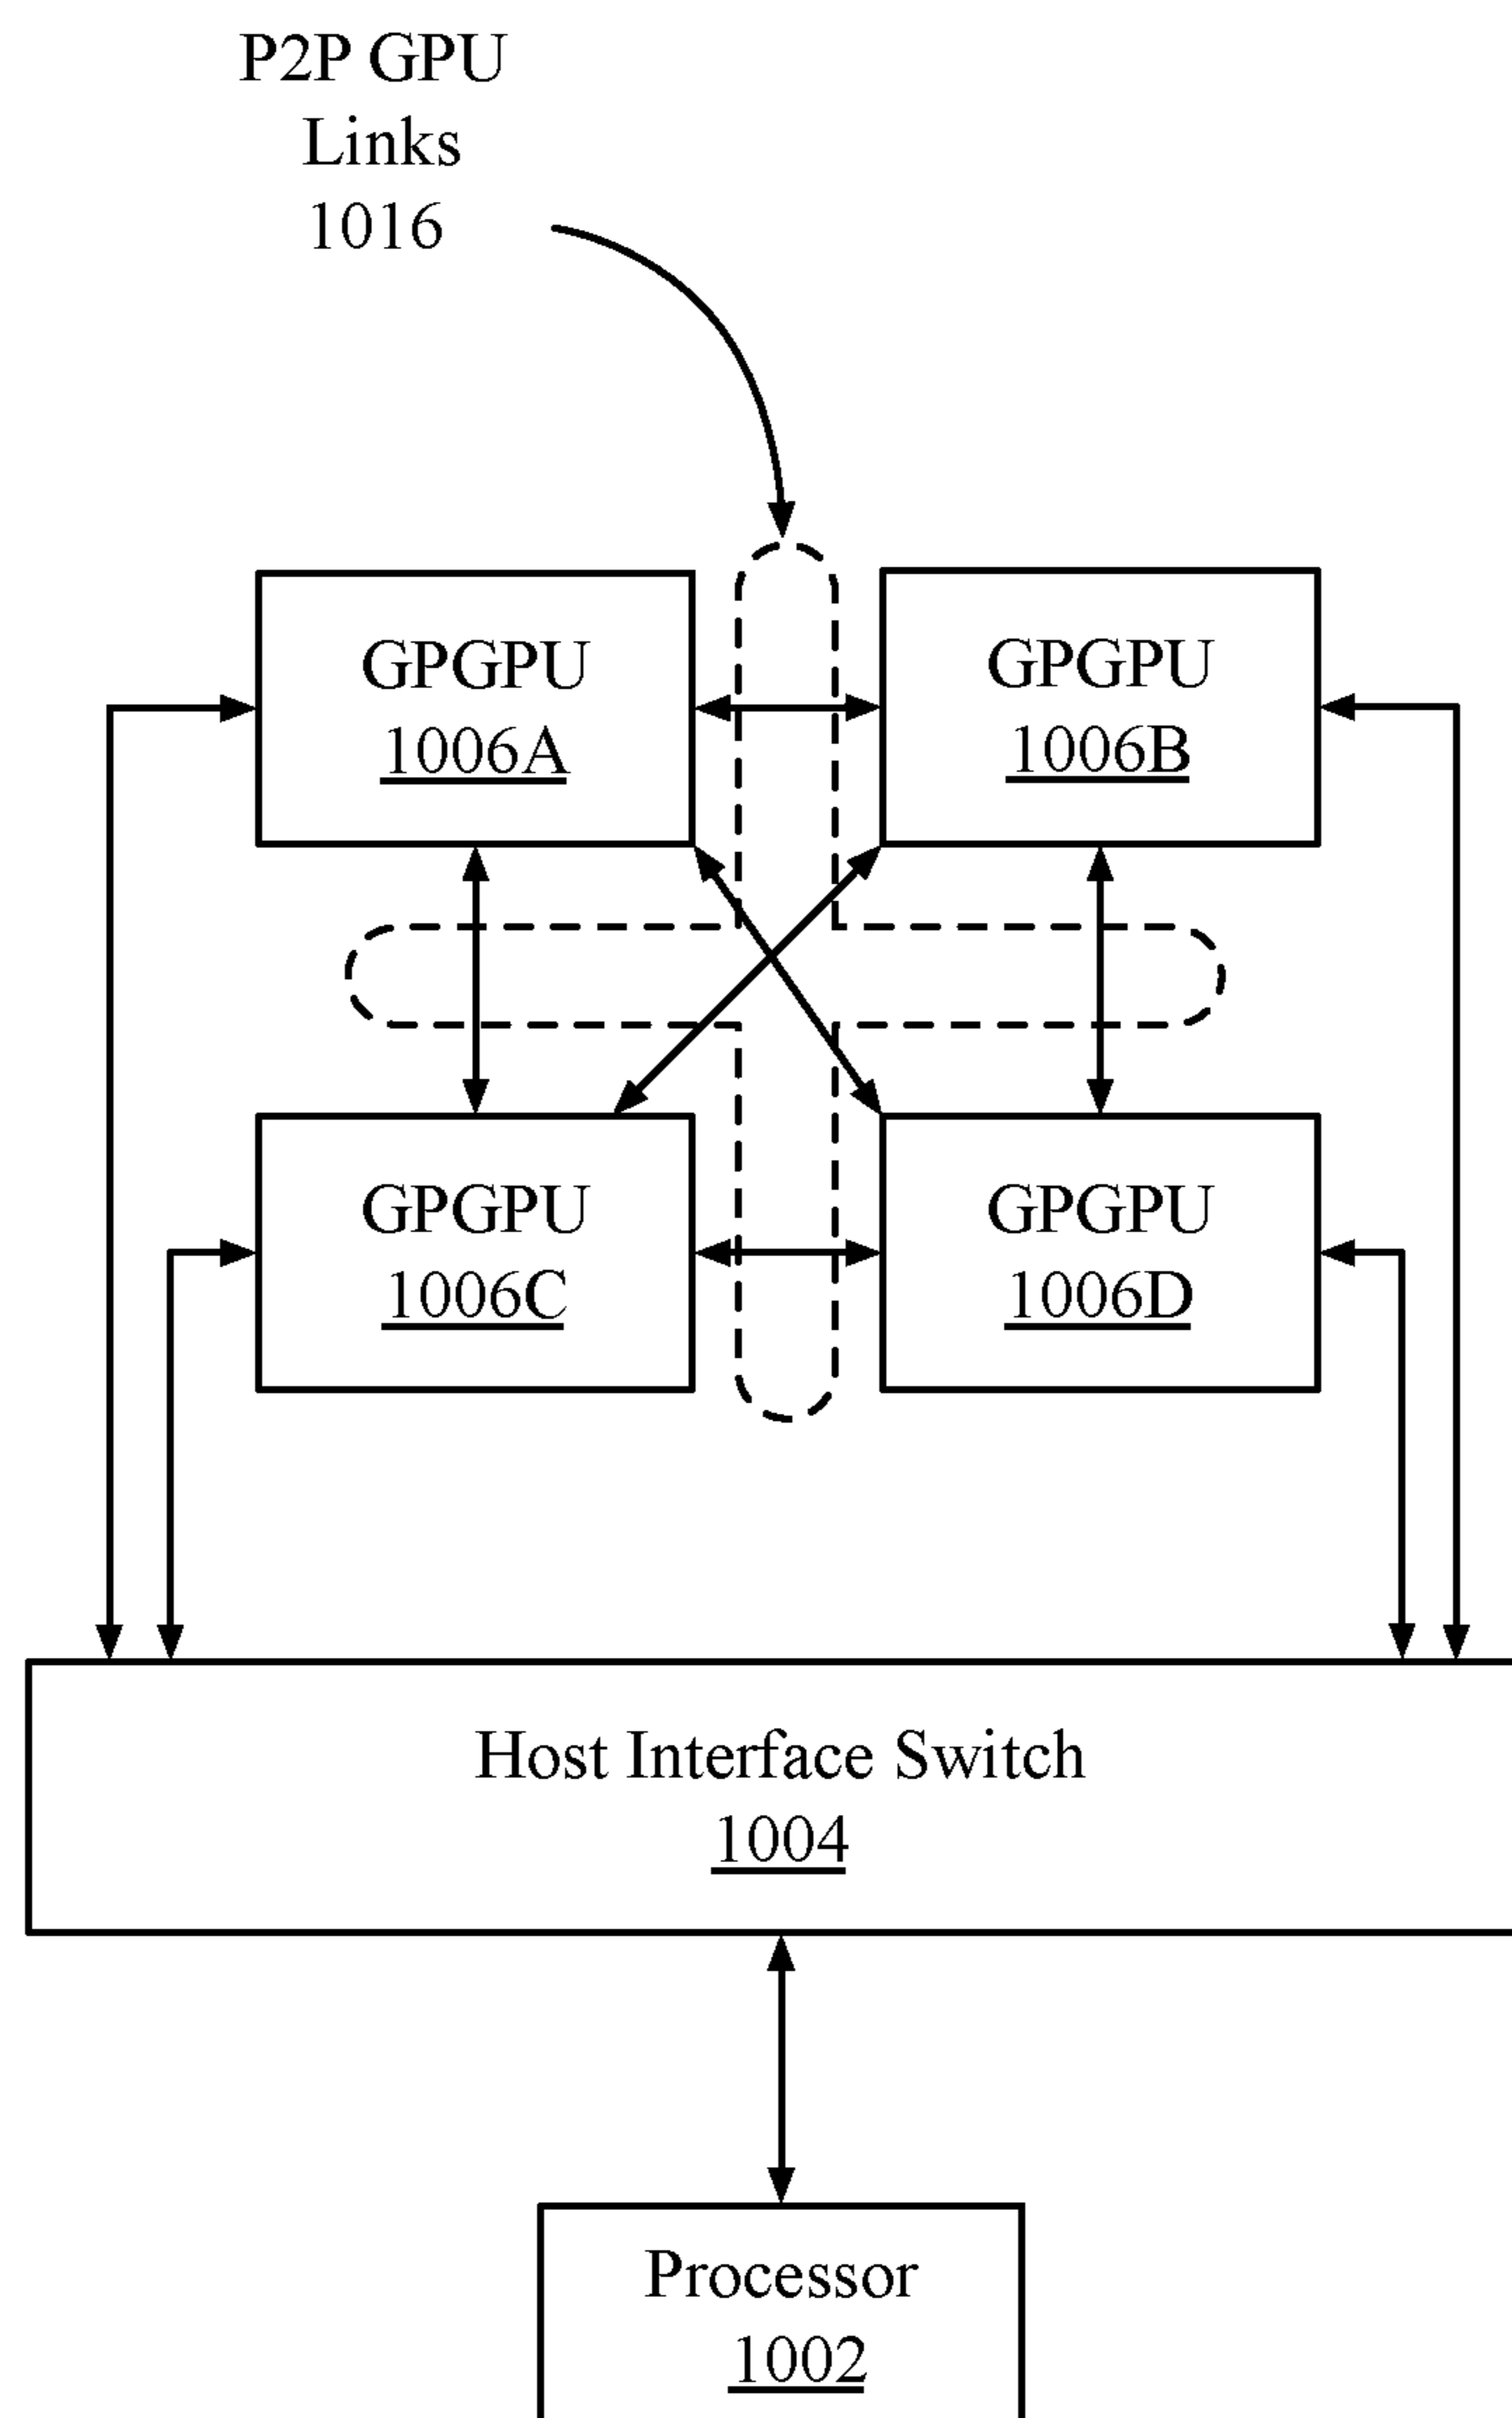 P2P GPU
Links
1016
GPGPU
1006A
GPGPU
1006B
GPGPU
1006C
GPGPU
1006D
Host Interface Switch
1004
Processor
1002